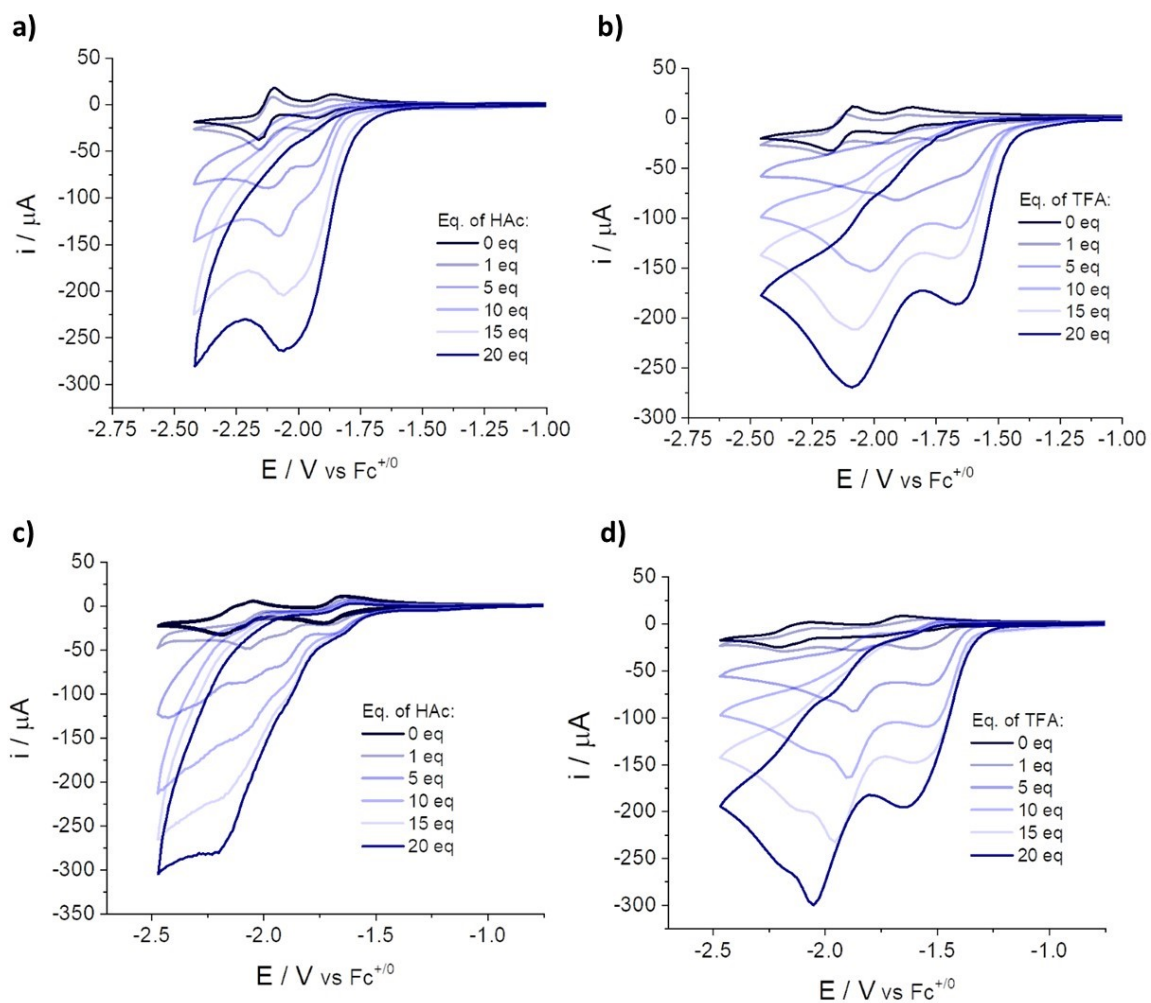 a)
50
0
-50
-100
-150
-200
-250
-300
i / μA
Eq. of HAc:
0 eq
1 eq
5 eq
10 eq
15 eq
20 eq
-2.75 -2.50 -2.25 -2.00 -1.75 -1.50 -1.25 -1.00
E / V vs Fc+/0
b)
50
0
-50
-100
-150
-200
-250
-300
i / μA
Eq. of TFA:
0 eq
1 eq
5 eq
10 eq
15 eq
20 eq
-2.75 -2.50 -2.25 -2.00 -1.75 -1.50 -1.25 -1.00
E / V vs Fc+/0
c)
50
0
-50
-100
-150
-200
-250
-300
-350
i / μA
Eq. of HAc:
0 eq
1 eq
5 eq
10 eq
15 eq
20 eq
-2.5 -2.0 -1.5 -1.0
E / V vs Fc+/0
d)
50
0
-50
-100
-150
-200
-250
-300
i / μA
Eq. of TFA:
0 eq
1 eq
5 eq
10 eq
15 eq
20 eq
-2.5 -2.0 -1.5 -1.0
E / V vs Fc+/0